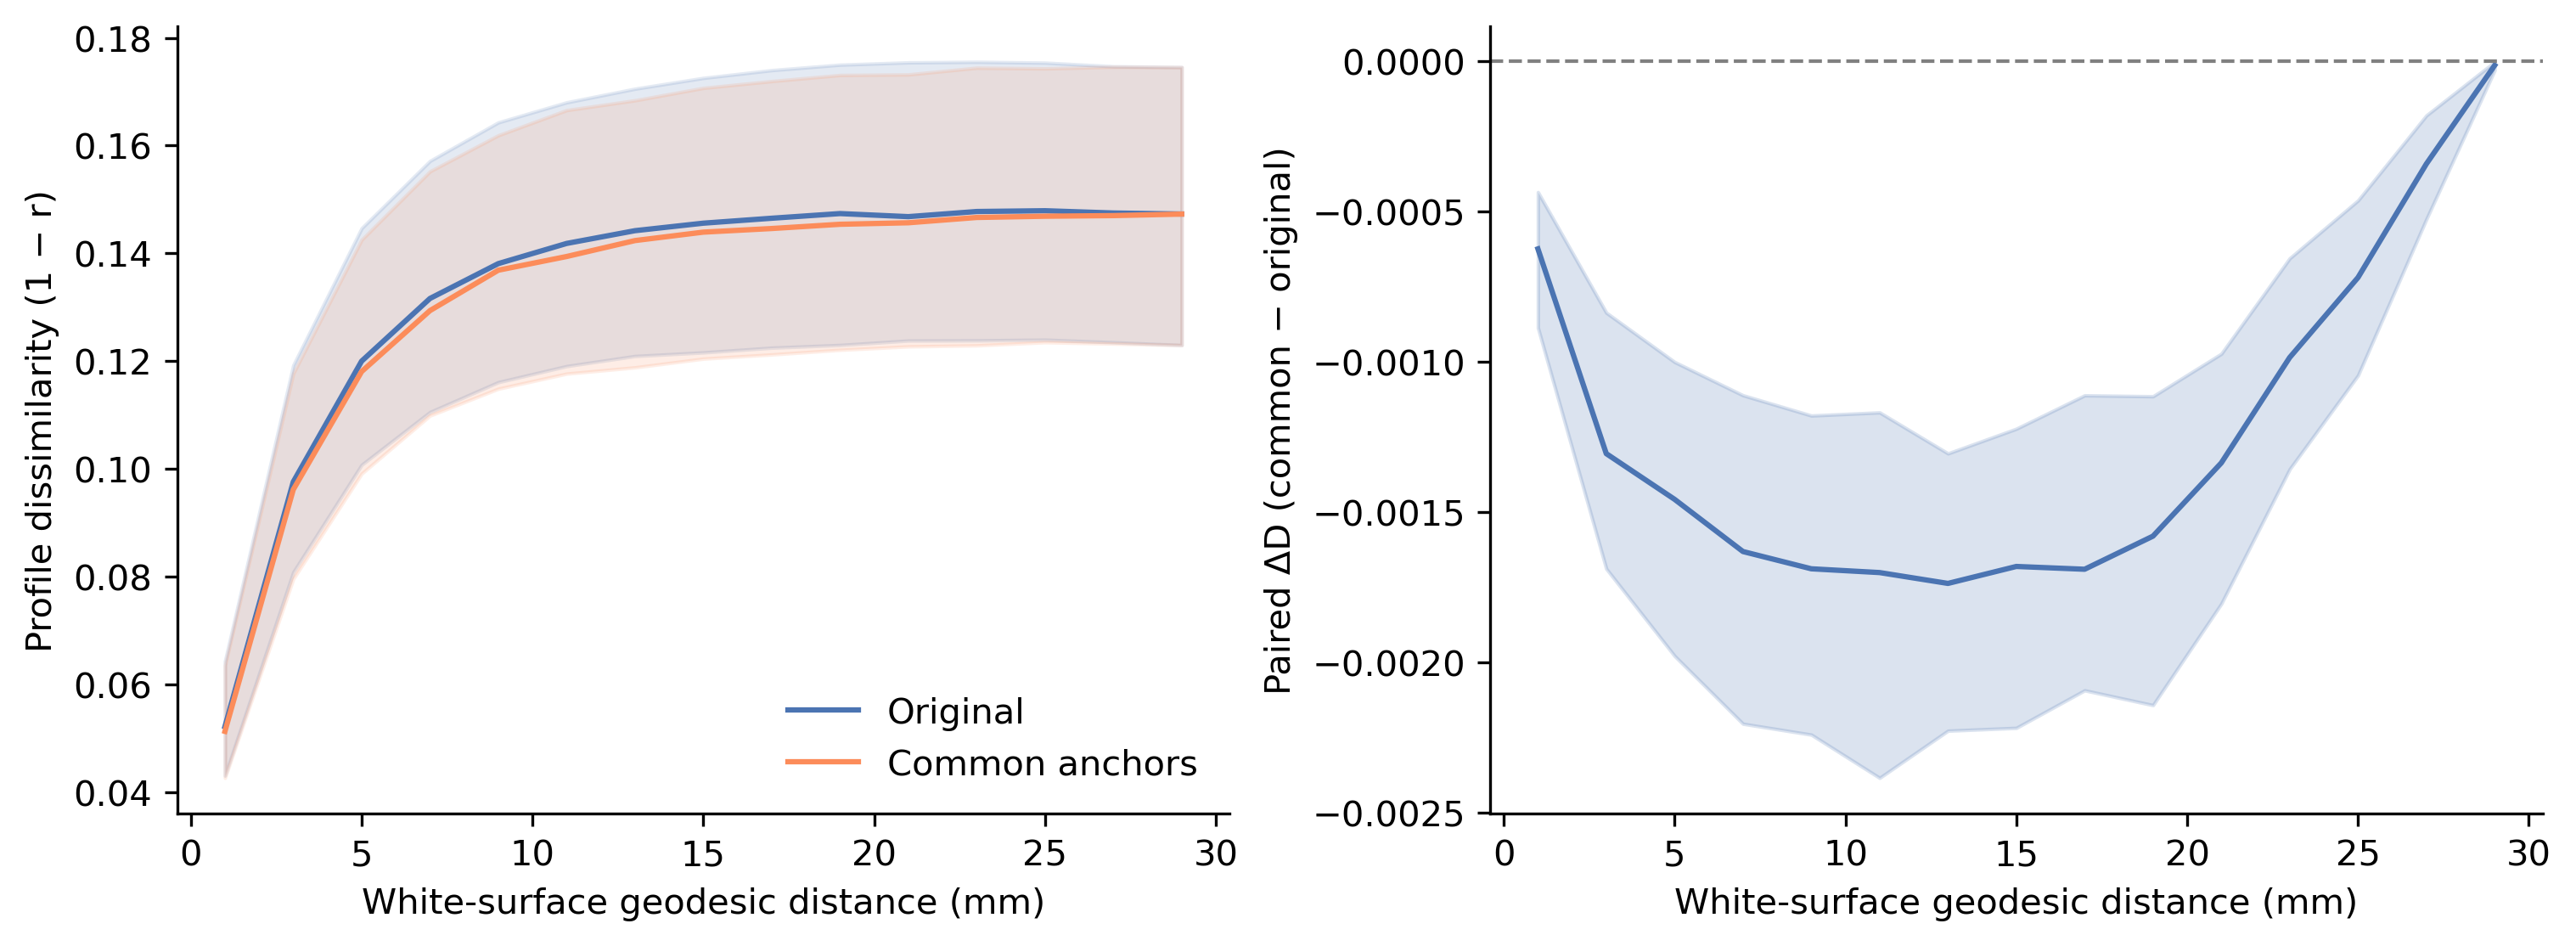 0.18
0.16
0.14
0.12
0.10
0.08
0.06
0.04
Profile dissimilarity (1 − r)
Original
Common anchors
0 5 10 15 20 25 30
White-surface geodesic distance (mm)
0.0000
−0.0005
−0.0010
−0.0015
−0.0020
−0.0025
Paired ΔD (common − original)
0 5 10 15 20 25 30
White-surface geodesic distance (mm)